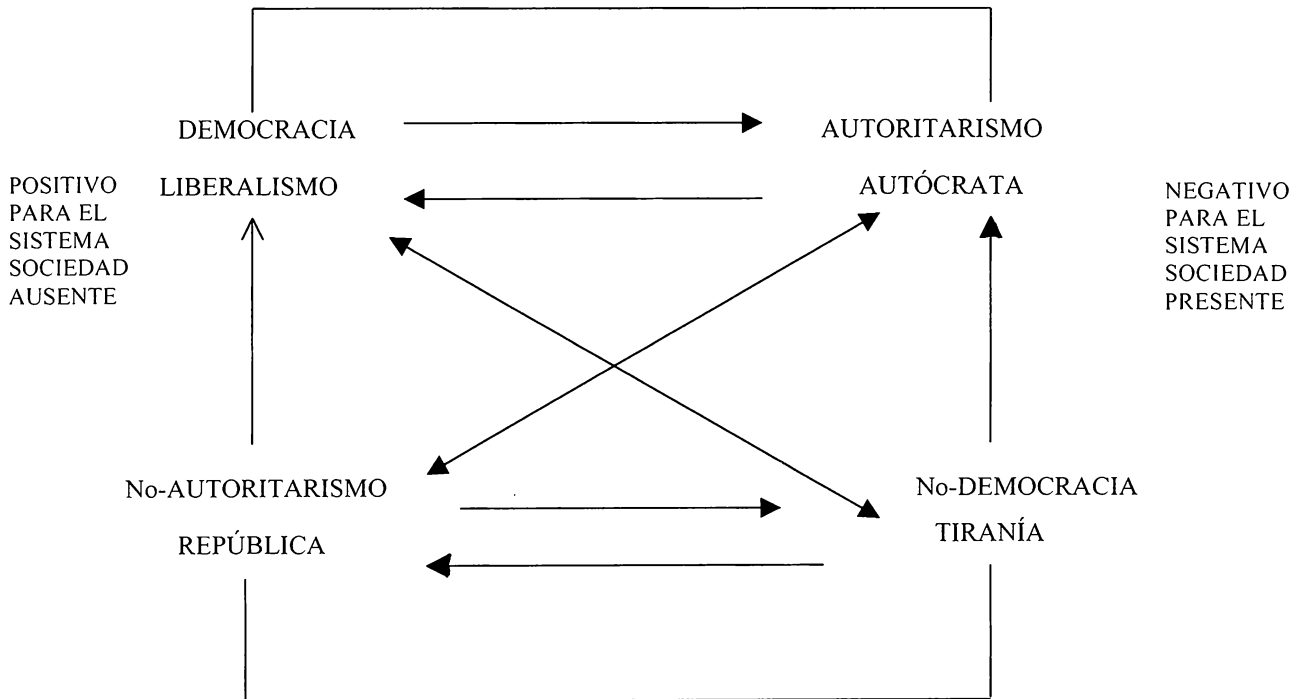 DEMOCRACIA
AUTORITARISMO
POSITIVO
PARA EL
SISTEMA
SOCIEDAD
AUSENTE
LIBERALISMO
AUTÓCRATA
NEGATIVO
PARA EL
SISTEMA
SOCIEDAD
PRESENTE
No-AUTORITARISMO
No-DEMOCRACIA
REPÚBLICA
TIRANÍA